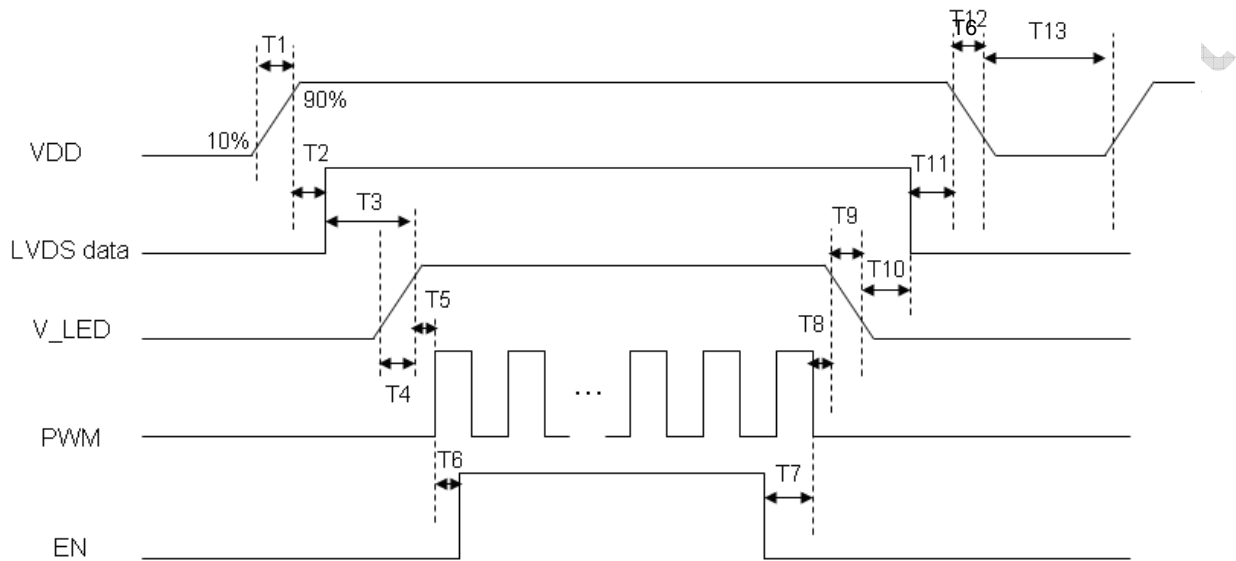 T12
T6
T13
T1
90%
10%
VDD
T2
T11
T3
T9
LVDS data
T10
T5
V_LED
T8
T4
...
PWM
T6
T7
EN